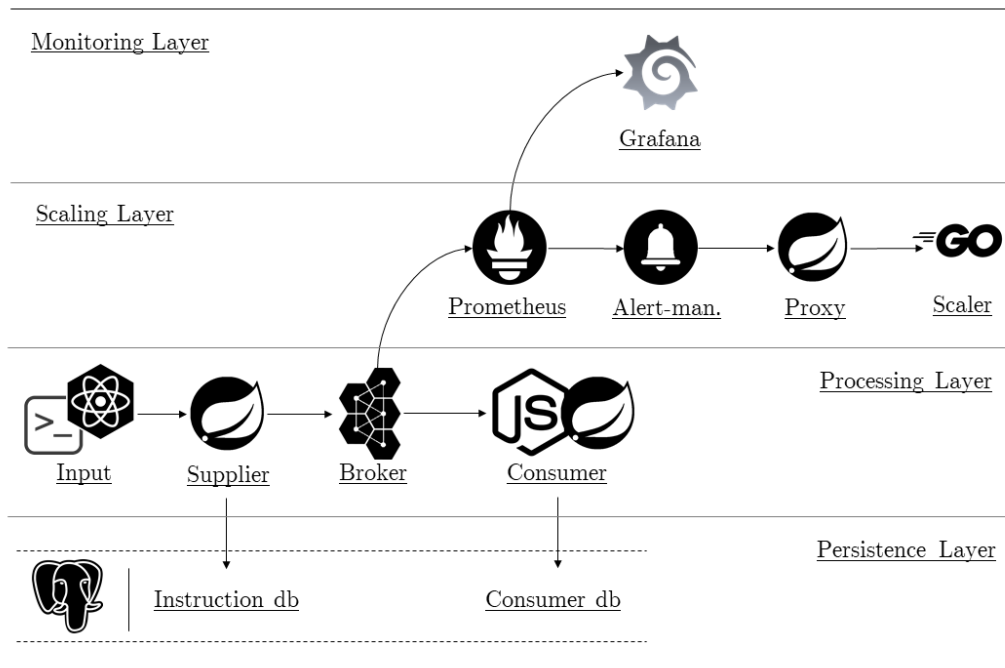 Monitoring Layer
Grafana
Scaling Layer
GO
Prometheus
Alert-man.
Proxy
Scaler
Processing Layer
>_
JS
Input
Supplier
Broker
Consumer
Persistence Layer
Instruction db
Consumer db